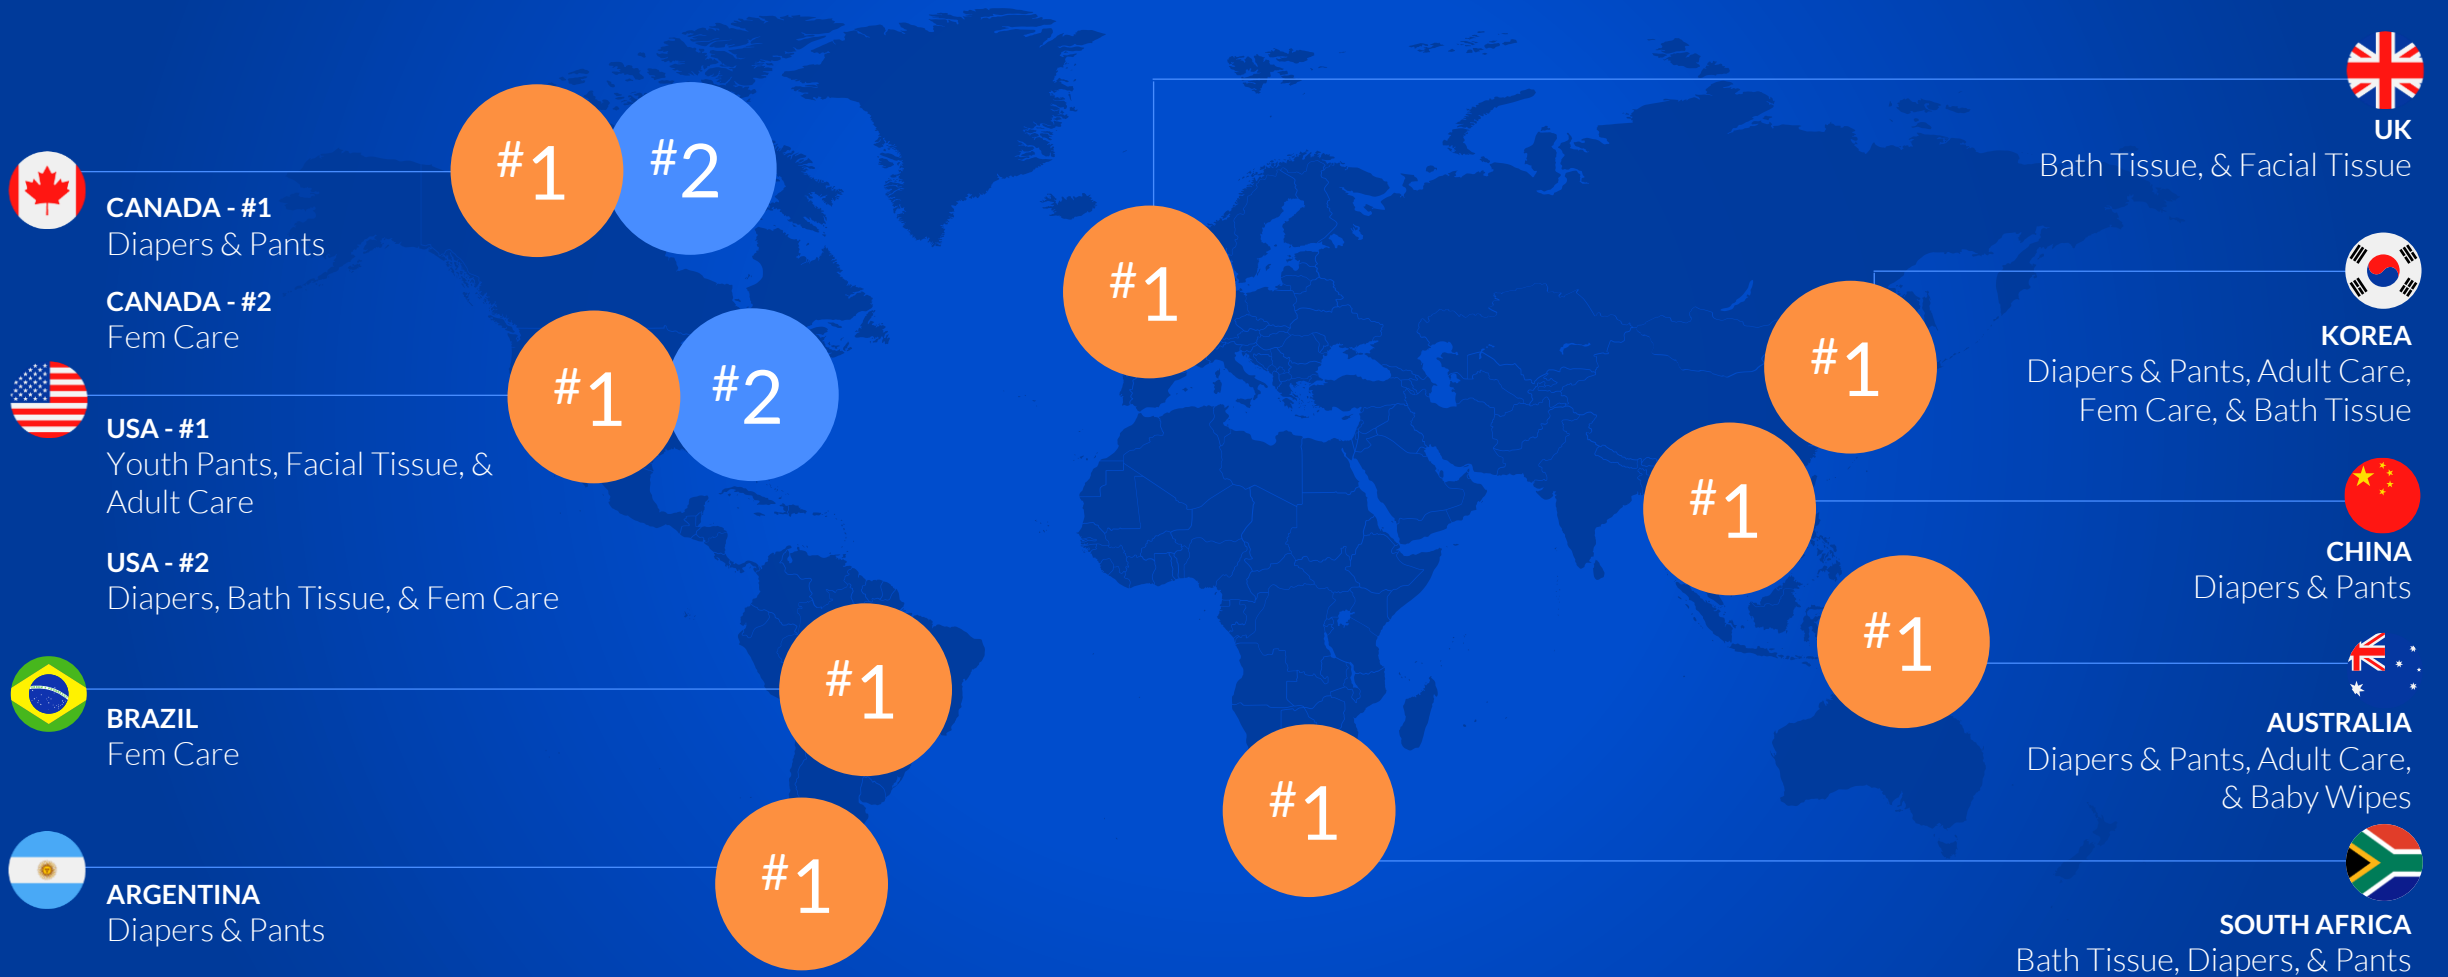 #1
#2
CANADA - #1
Diapers & Pants
CANADA - #2
Fem Care
#1
#2
USA - #1
Youth Pants, Facial Tissue, &
Adult Care
USA - #2
Diapers, Bath Tissue, & Fem Care
#1
BRAZIL
Fem Care
#1
ARGENTINA
Diapers & Pants
#1
UK
Bath Tissue, & Facial Tissue
#1
KOREA
Diapers & Pants, Adult Care,
Fem Care, & Bath Tissue
#1
CHINA
Diapers & Pants
#1
AUSTRALIA
Diapers & Pants, Adult Care,
& Baby Wipes
#1
SOUTH AFRICA
Bath Tissue, Diapers, & Pants